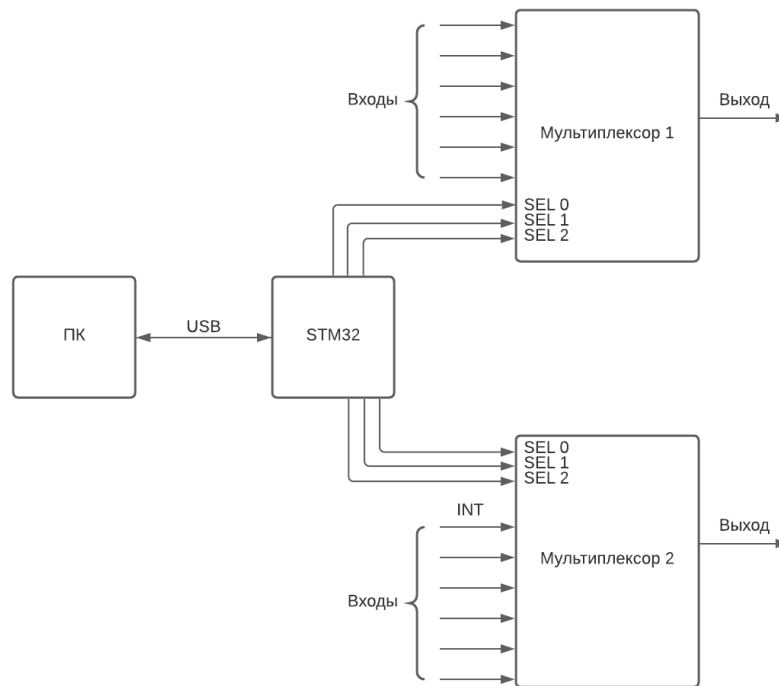 Входы
Мультиплексор 1
Выход
SEL 0
SEL 1
SEL 2
ПК
USB
STM32
SEL 0
SEL 1
SEL 2
INT
Входы
Мультиплексор 2
Выход